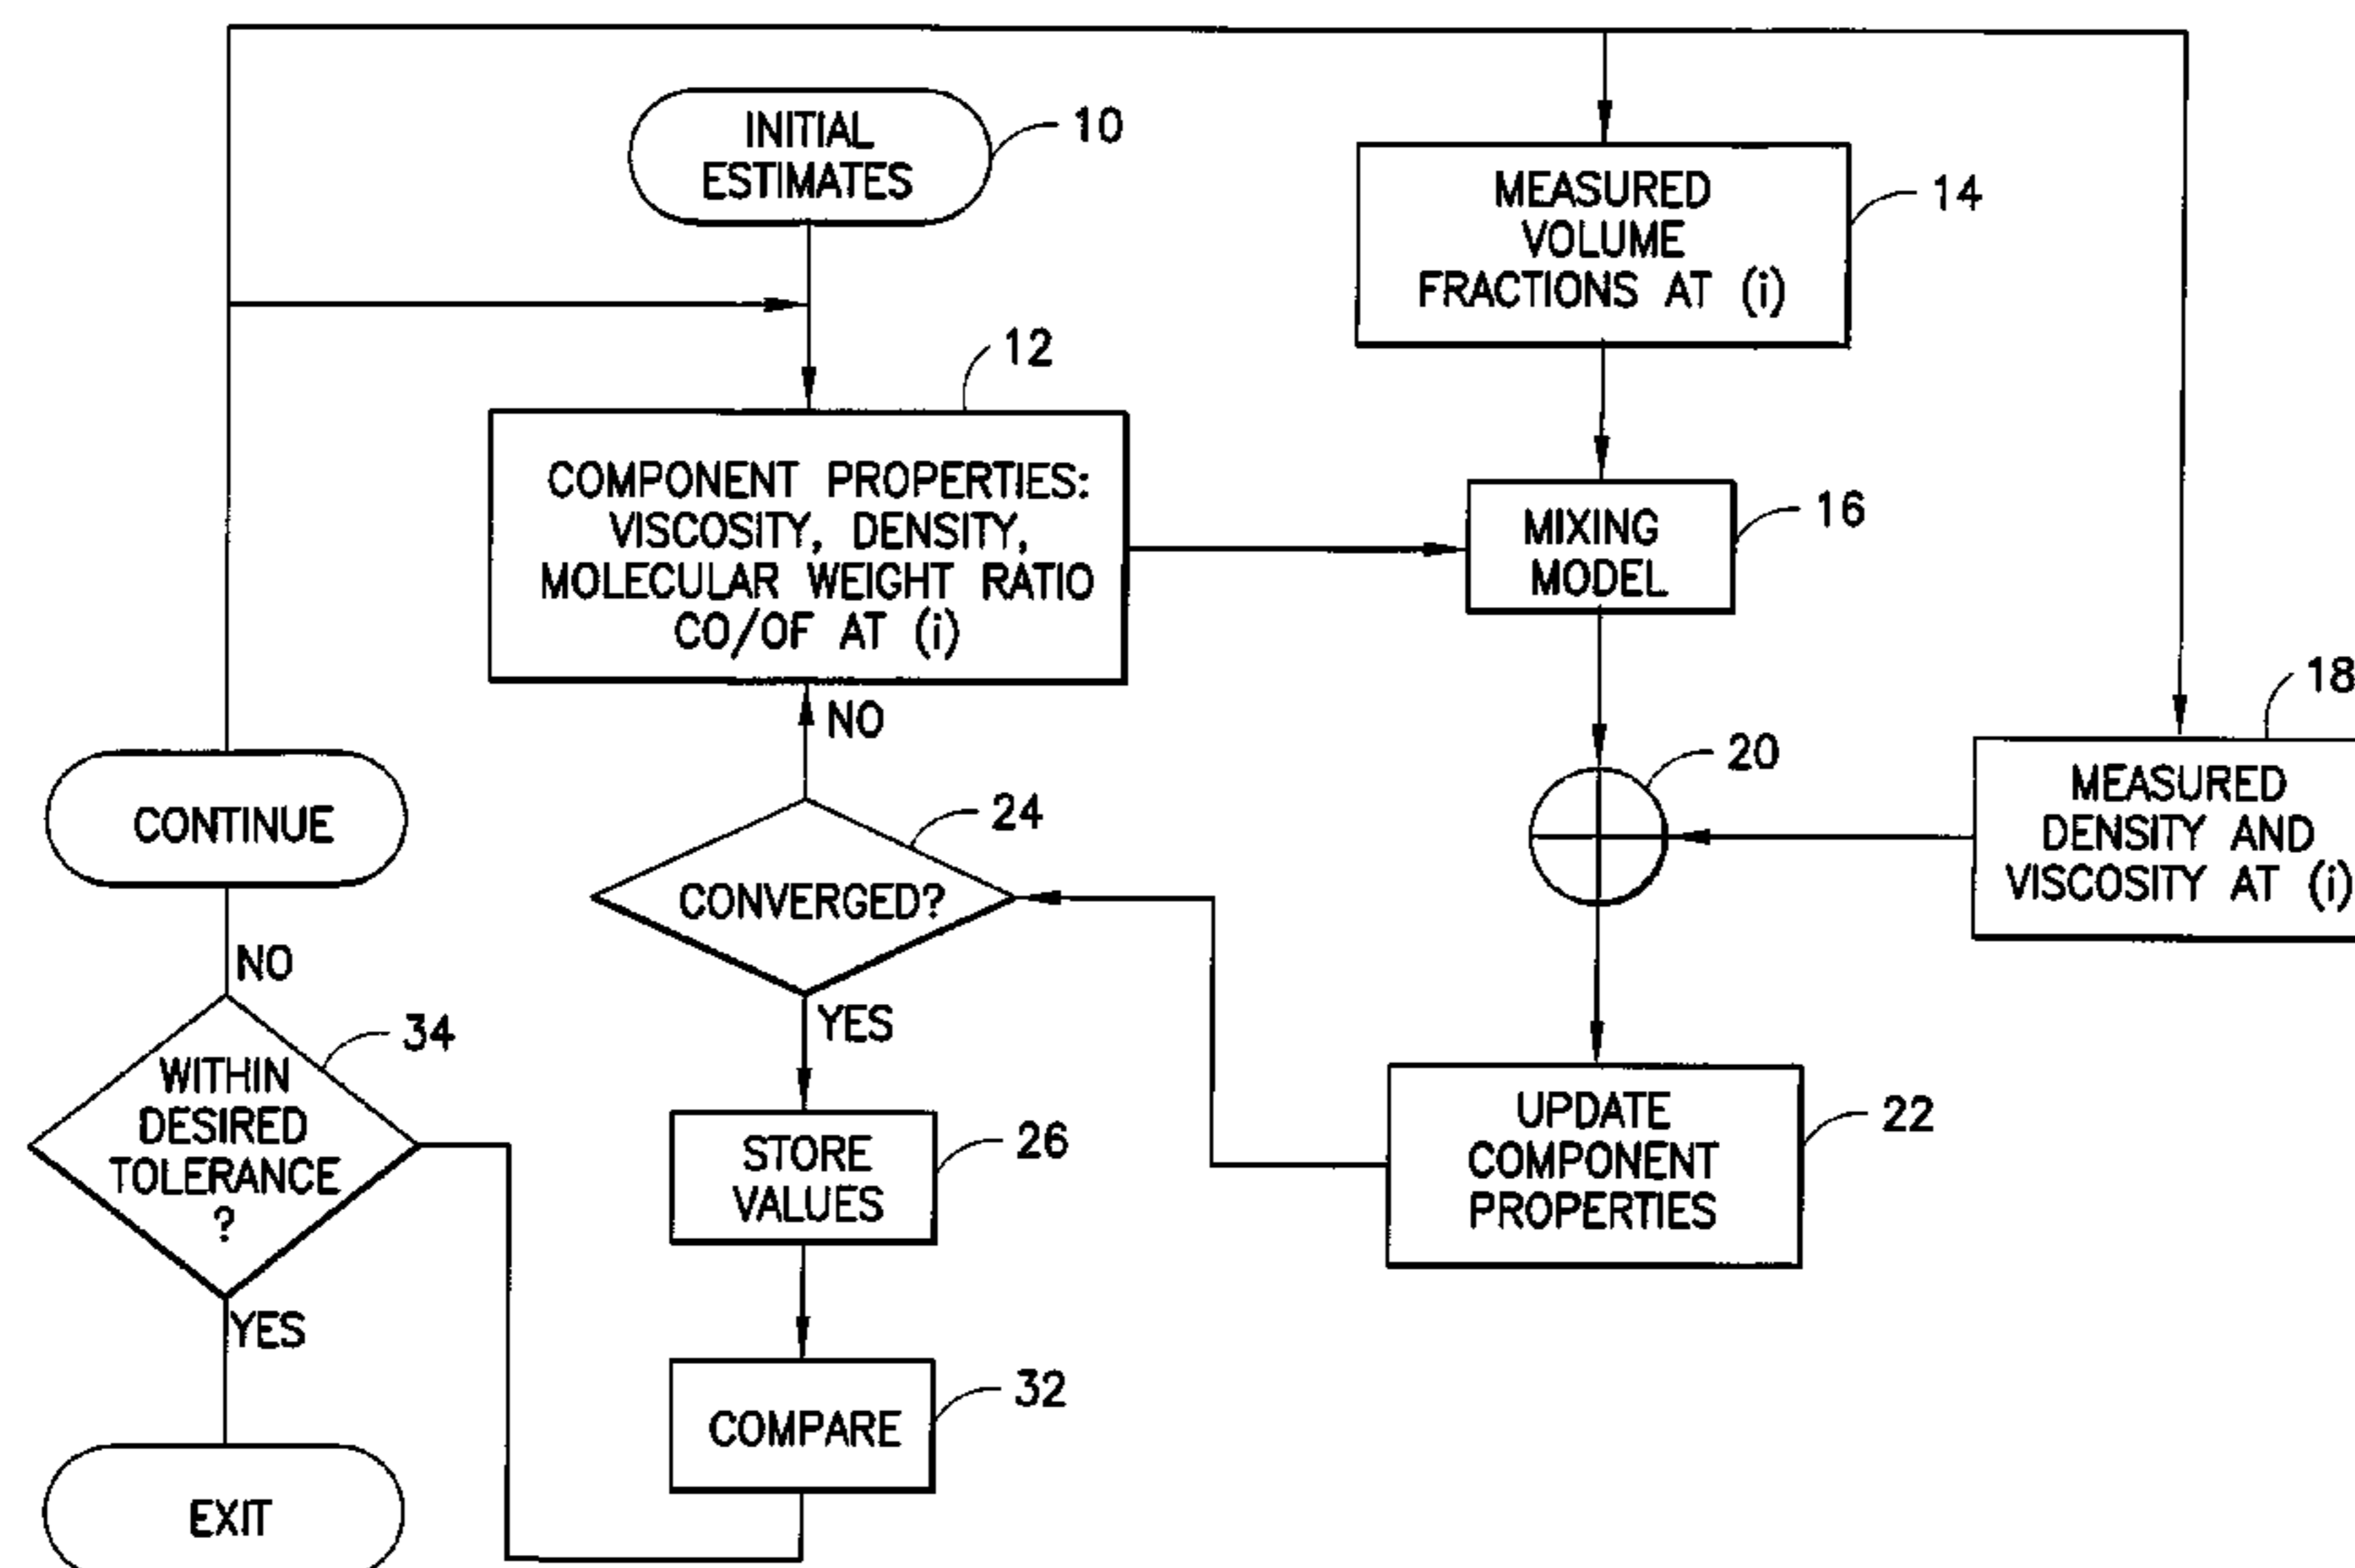 INITIAL
ESTIMATES
10
MEASURED
VOLUME
FRACTIONS AT (i)
14
12
COMPONENT PROPERTIES:
VISCOSITY, DENSITY,
MOLECULAR WEIGHT RATIO
CO/OF AT (i)
MIXING
MODEL
16
18
NO
20
MEASURED
DENSITY AND
VISCOSITY AT (i)
CONTINUE
24
CONVERGED?
NO
YES
34
WITHIN
DESIRED
TOLERANCE
?
UPDATE
COMPONENT
PROPERTIES
22
STORE
VALUES
26
YES
COMPARE
32
EXIT